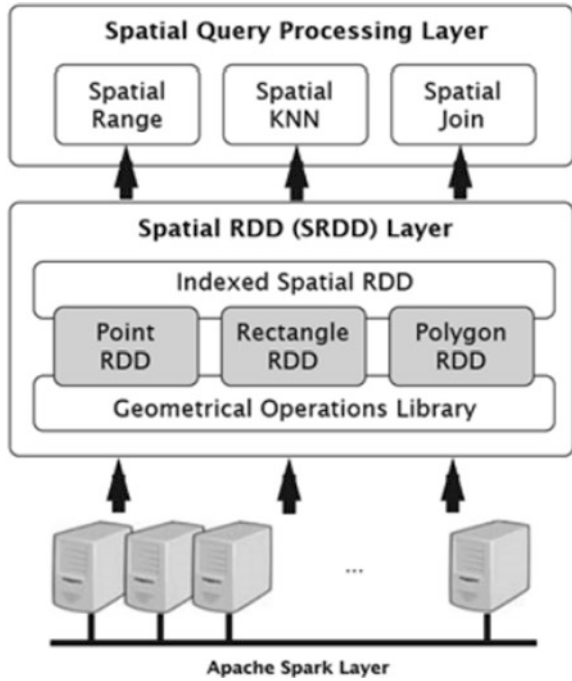 Spatial Query Processing Layer
Spatial
Range
Spatial
KNN
Spatial
Join
Spatial RDD (SRDD) Layer
Indexed Spatial RDD
Point
RDD
Rectangle
RDD
Polygon
RDD
Geometrical Operations Library
...
Apache Spark Layer